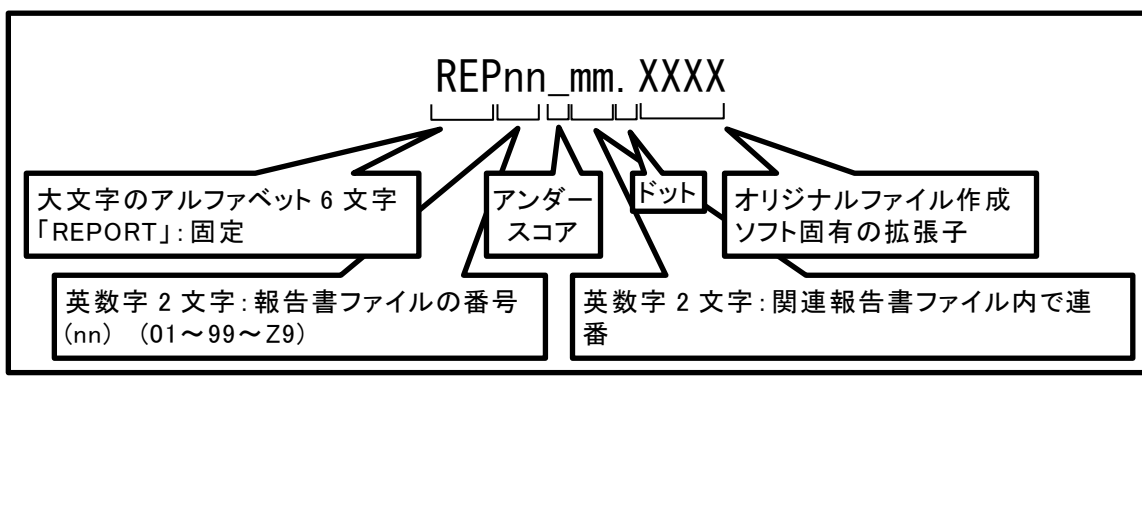 REPnn_mm.XXXX
大文字のアルファベット 6 文字
「REPORT」:固定
アンダー
スコア
ドット
オリジナルファイル作成
ソフト固有の拡張子
英数字 2 文字:報告書ファイルの番号
(nn) (01～99～Z9)
英数字 2 文字:関連報告書ファイル内で連
番